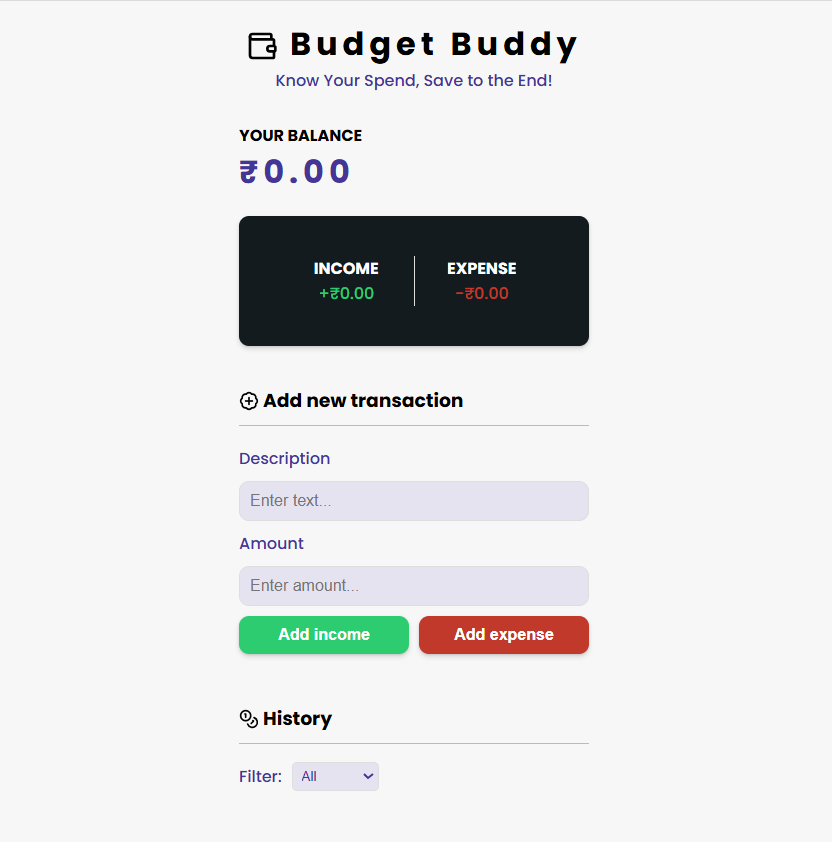 Budget Buddy
Know Your Spend, Save to the End!
YOUR BALANCE
₹0.00
INCOME EXPENSE
+₹0.00 -₹0.00
Add new transaction
Description
Enter text...
Amount
Enter amount...
Add income Add expense
History
Filter: All